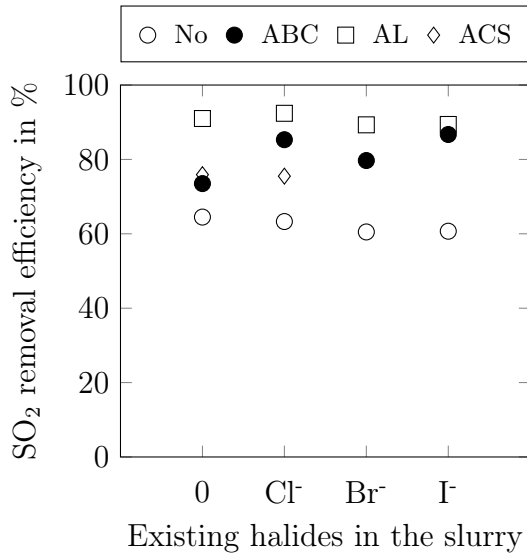 No ABC AL ACS
100
80
60
40
20
0
SO₂ removal efficiency in %
0 Cl⁻ Br⁻ I⁻
Existing halides in the slurry